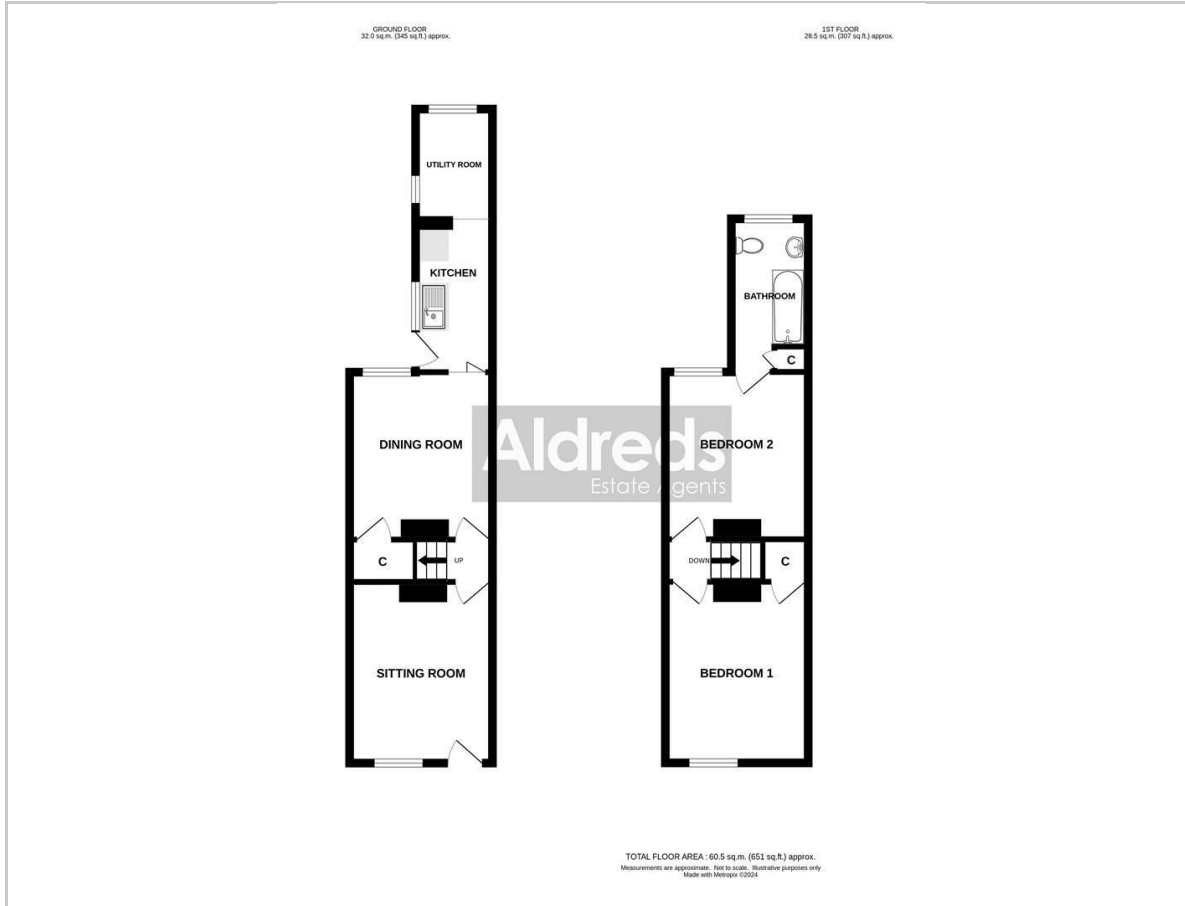 GROUND FLOOR
32.0 sq.m. (345 sq.ft.) approx.
1ST FLOOR
28.5 sq.m. (307 sq.ft.) approx.
UTILITY ROOM
KITCHEN
DINING ROOM
C
UP
SITTING ROOM
BATHROOM
C
BEDROOM 2
DOWN
C
BEDROOM 1
Aldreds
Estate Agents
TOTAL FLOOR AREA : 60.5 sq.m. (651 sq.ft.) approx.
Measurements are approximate. Not to scale. Illustrative purposes only
Made with Metropix ©2024